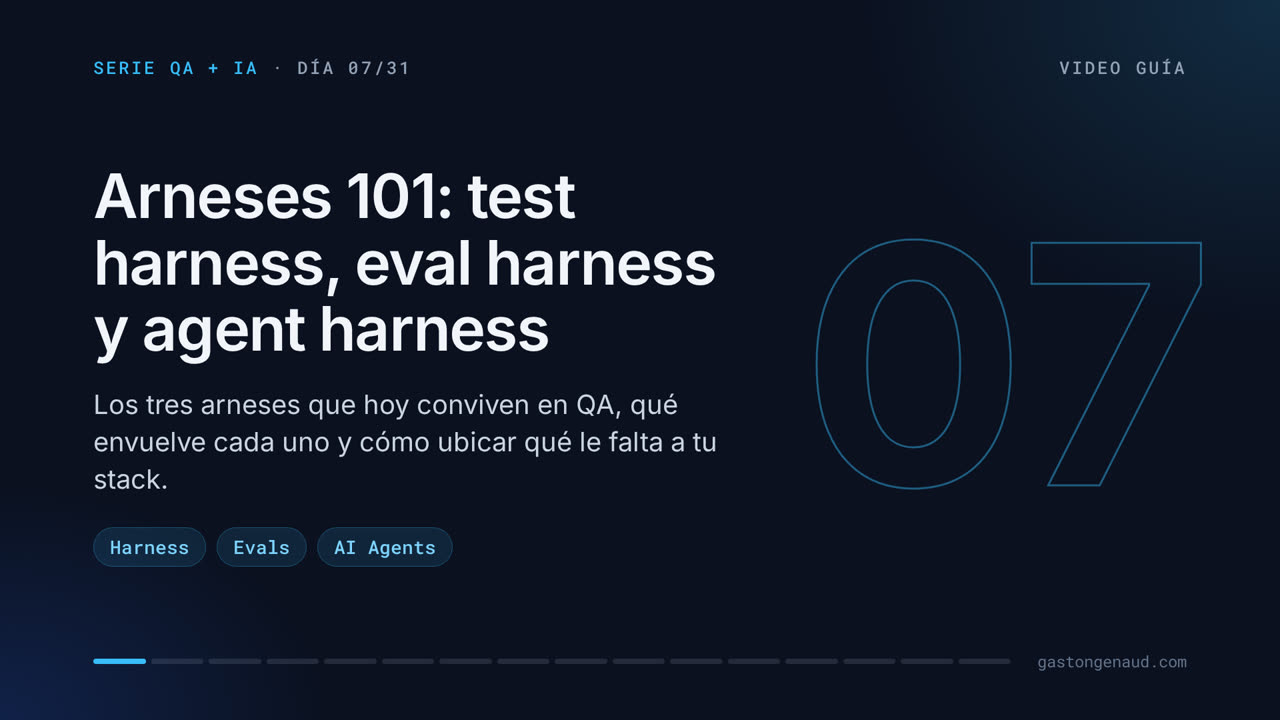 SERIE QA + IA · DÍA 07/31
VIDEO GUÍA
Arneses 101: test
harness, eval harness
y agent harness
07
Los tres arneses que hoy conviven en QA, qué
envuelve cada uno y cómo ubicar qué le falta a tu
stack.
Harness
Evals
AI Agents
gastongenaud.com